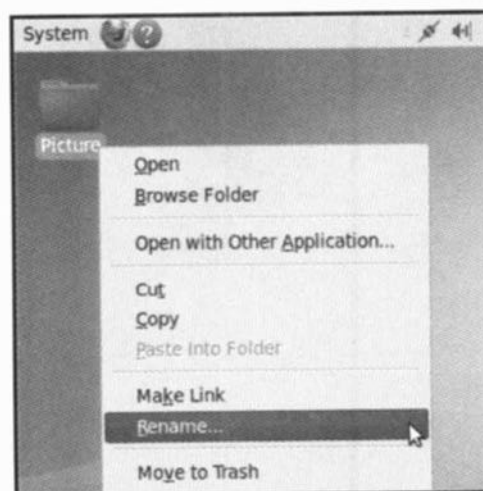 System ?
Picture
Open
Browse Folder
Open with Other Application...
Cut
Copy
Paste Into Folder
Make Link
Rename...
Move to Trash